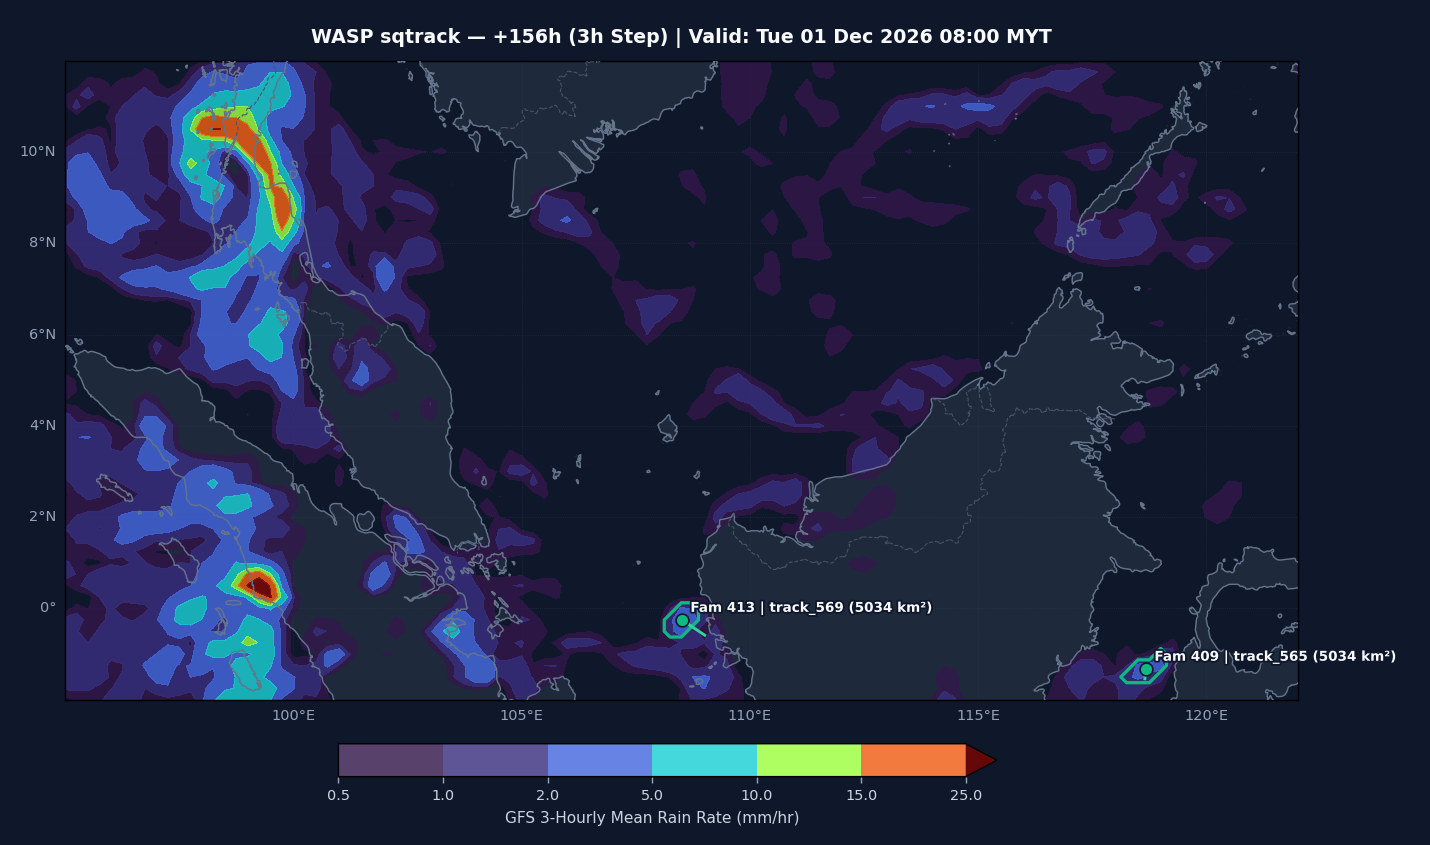 WASP sqtrack — +156h (3h Step) | Valid: Tue 01 Dec 2026 08:00 MYT
10°N
8°N
6°N
4°N
2°N
0°
Fam 413 | track_569 (5034 km²)
Fam 409 | track_565 (5034 km²)
100°E 105°E 110°E 115°E 120°E
0.5 1.0 2.0 5.0 10.0 15.0 25.0
GFS 3-Hourly Mean Rain Rate (mm/hr)